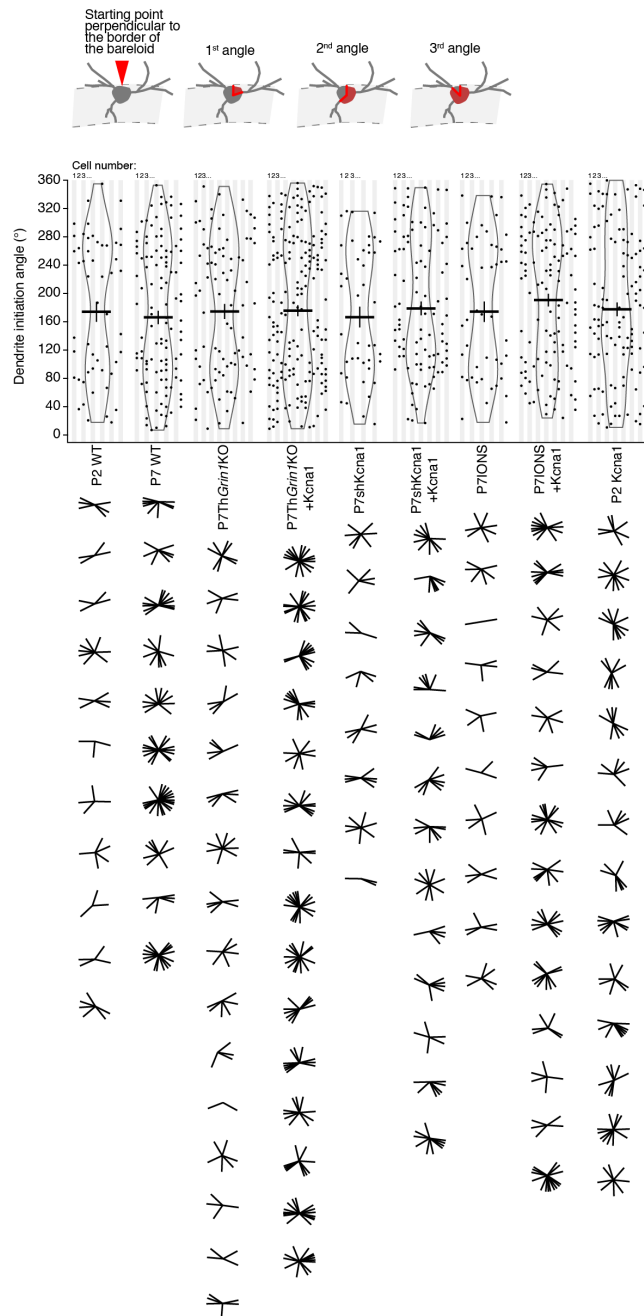 Starting point
perpendicular to
the border of
the bareloid
1st angle
2nd angle
3rd angle
Cell number:
123... 123... 123... 123... 123... 123... 123... 123... 123...
Dendrite initiation angle (°)
360
320
280
240
200
160
120
80
40
0
P2 WT
P7 WT
P7ThGrin1KO
P7ThGrin1KO
+Kcna1
P7shKcna1
P7shKcna1
+Kcna1
P7IONS
P7IONS
+Kcna1
P2 Kcna1